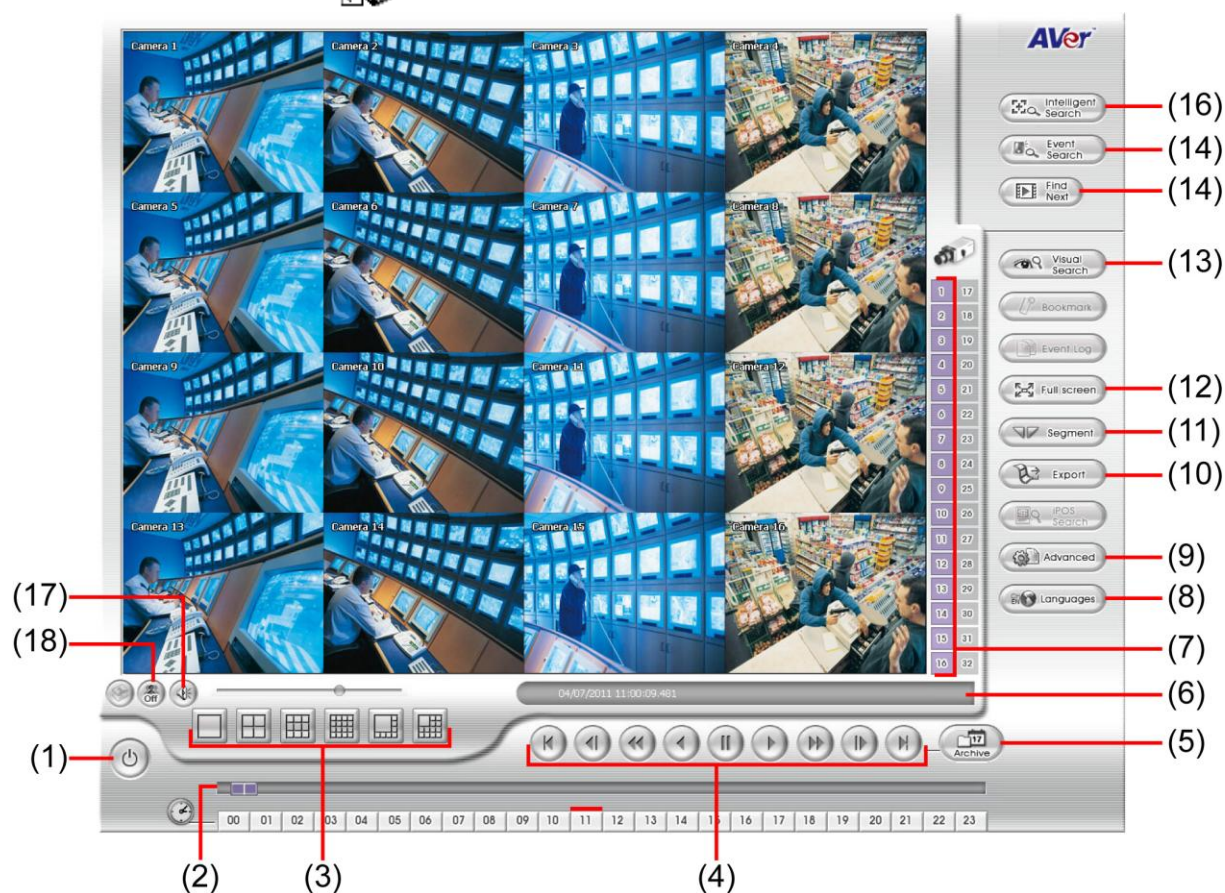 AVer
Camera 1
Camera 2
Camera 3
Camera 4
Camera 5
Camera 6
Camera 7
Camera 8
Camera 9
Camera 10
Camera 11
Camera 12
Camera 13
Camera 14
Camera 15
Camera 16
Intelligent
Search
(16)
Event
Search
(14)
Find
Next
(14)
Visual
Search
(13)
Bookmark
Event Log
Full screen
(12)
Segment
(11)
Export
(10)
iPOS
Search
Advanced
(9)
Languages
(8)
1 17
2 18
3 19
4 20
5 21
6 22
7 23
8 24
9 25
10 26
11 27
12 28
13 29
14 30
15 31
16 32
(7)
(17)
(18)
Off
04/07/2011 11:00:09.481
(6)
(1)
17
Archive
(5)
00 01 02 03 04 05 06 07 08 09 10 11 12 13 14 15 16 17 18 19 20 21 22 23
(2)
(3)
(4)